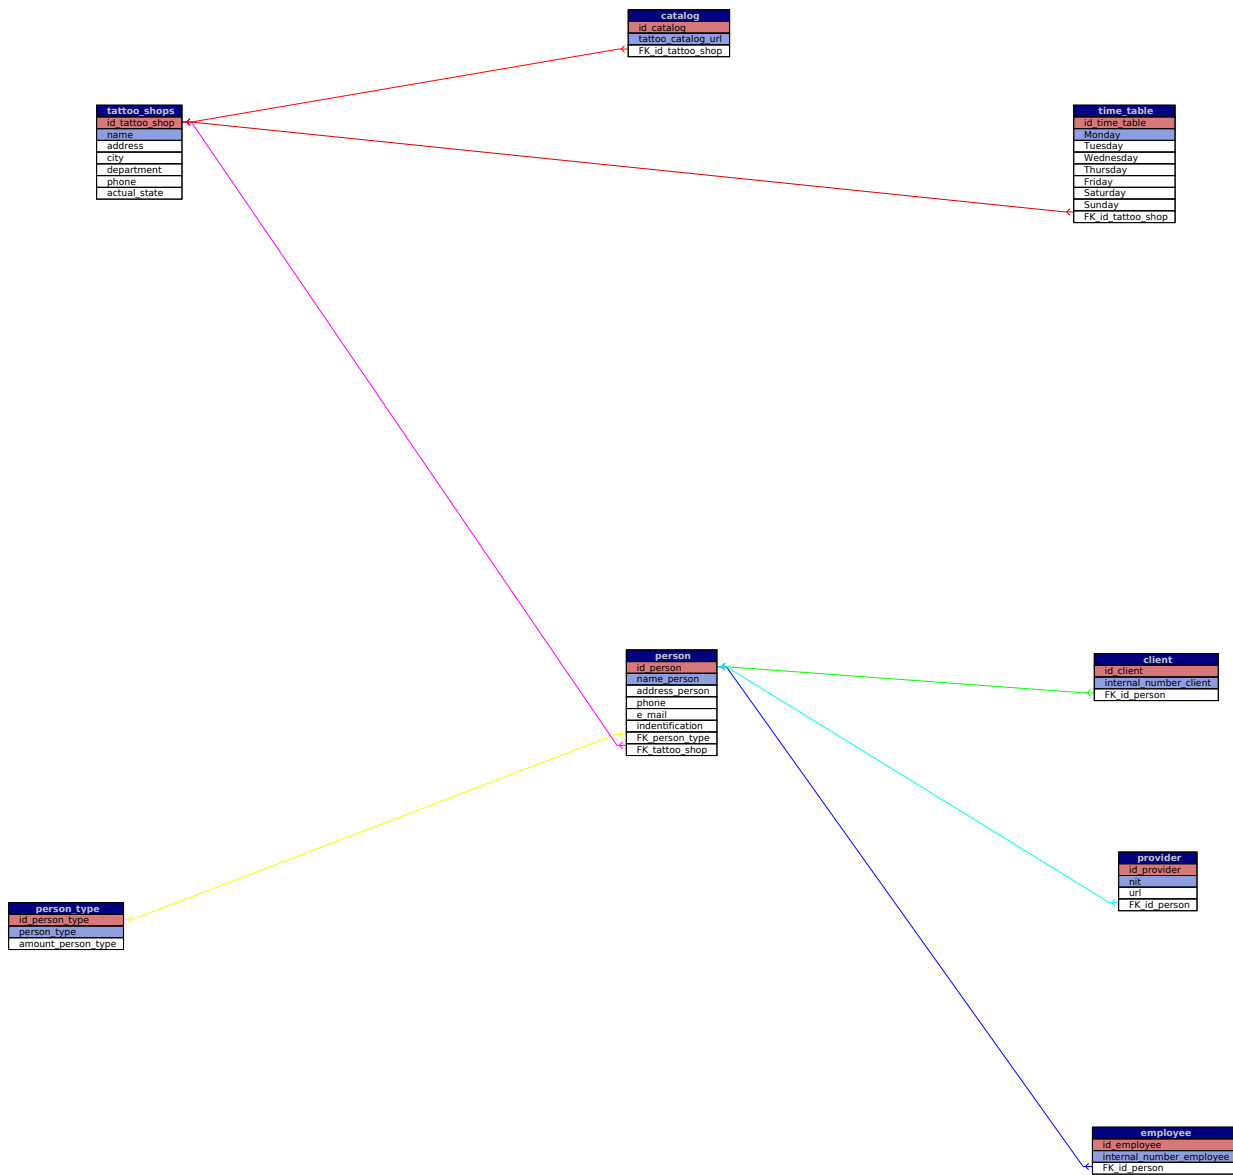 catalog
id_catalog
tattoo_catalog_url
FK_id_tattoo_shop
tattoo_shops
id_tattoo_shop
name
address
city
department
phone
actual_state
time_table
id_time_table
Monday
Tuesday
Wednesday
Thursday
Friday
Saturday
Sunday
FK_id_tattoo_shop
person
id_person
name_person
address_person
phone
e_mail
indentification
FK_person_type
FK_tattoo_shop
client
id_client
internal_number_client
FK_id_person
provider
id_provider
nit
url
FK_id_person
person_type
id_person_type
person_type
amount_person_type
employee
id_employee
internal_number_employee
FK_id_person